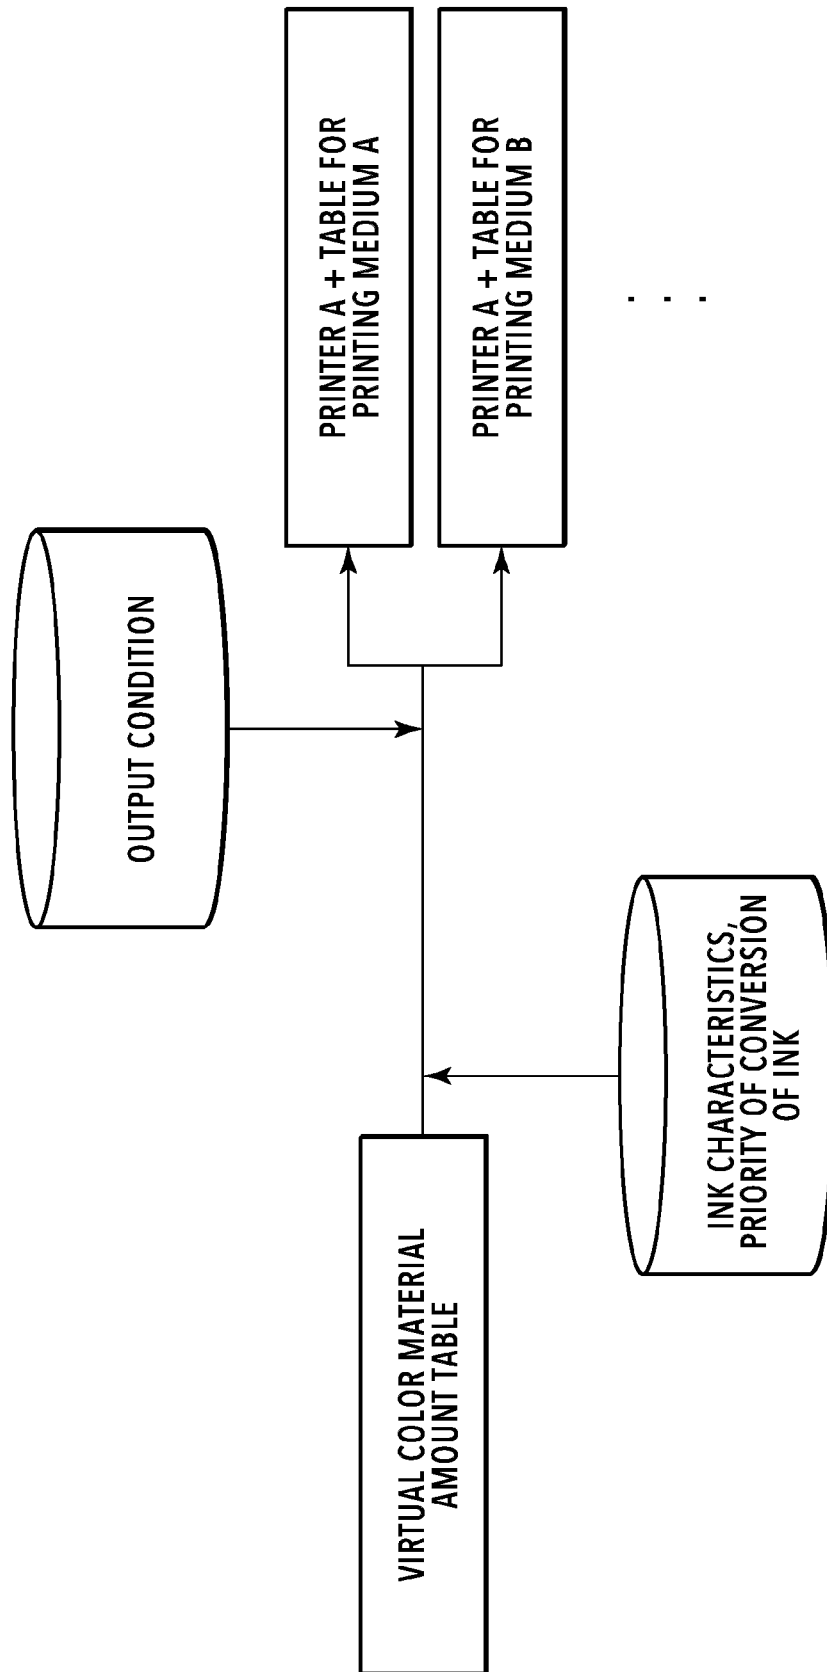 VIRTUAL COLOR MATERIAL
AMOUNT TABLE
INK CHARACTERISTICS,
PRIORITY OF CONVERSION
OF INK
OUTPUT CONDITION
PRINTER A + TABLE FOR
PRINTING MEDIUM A
PRINTER A + TABLE FOR
PRINTING MEDIUM B
. . .